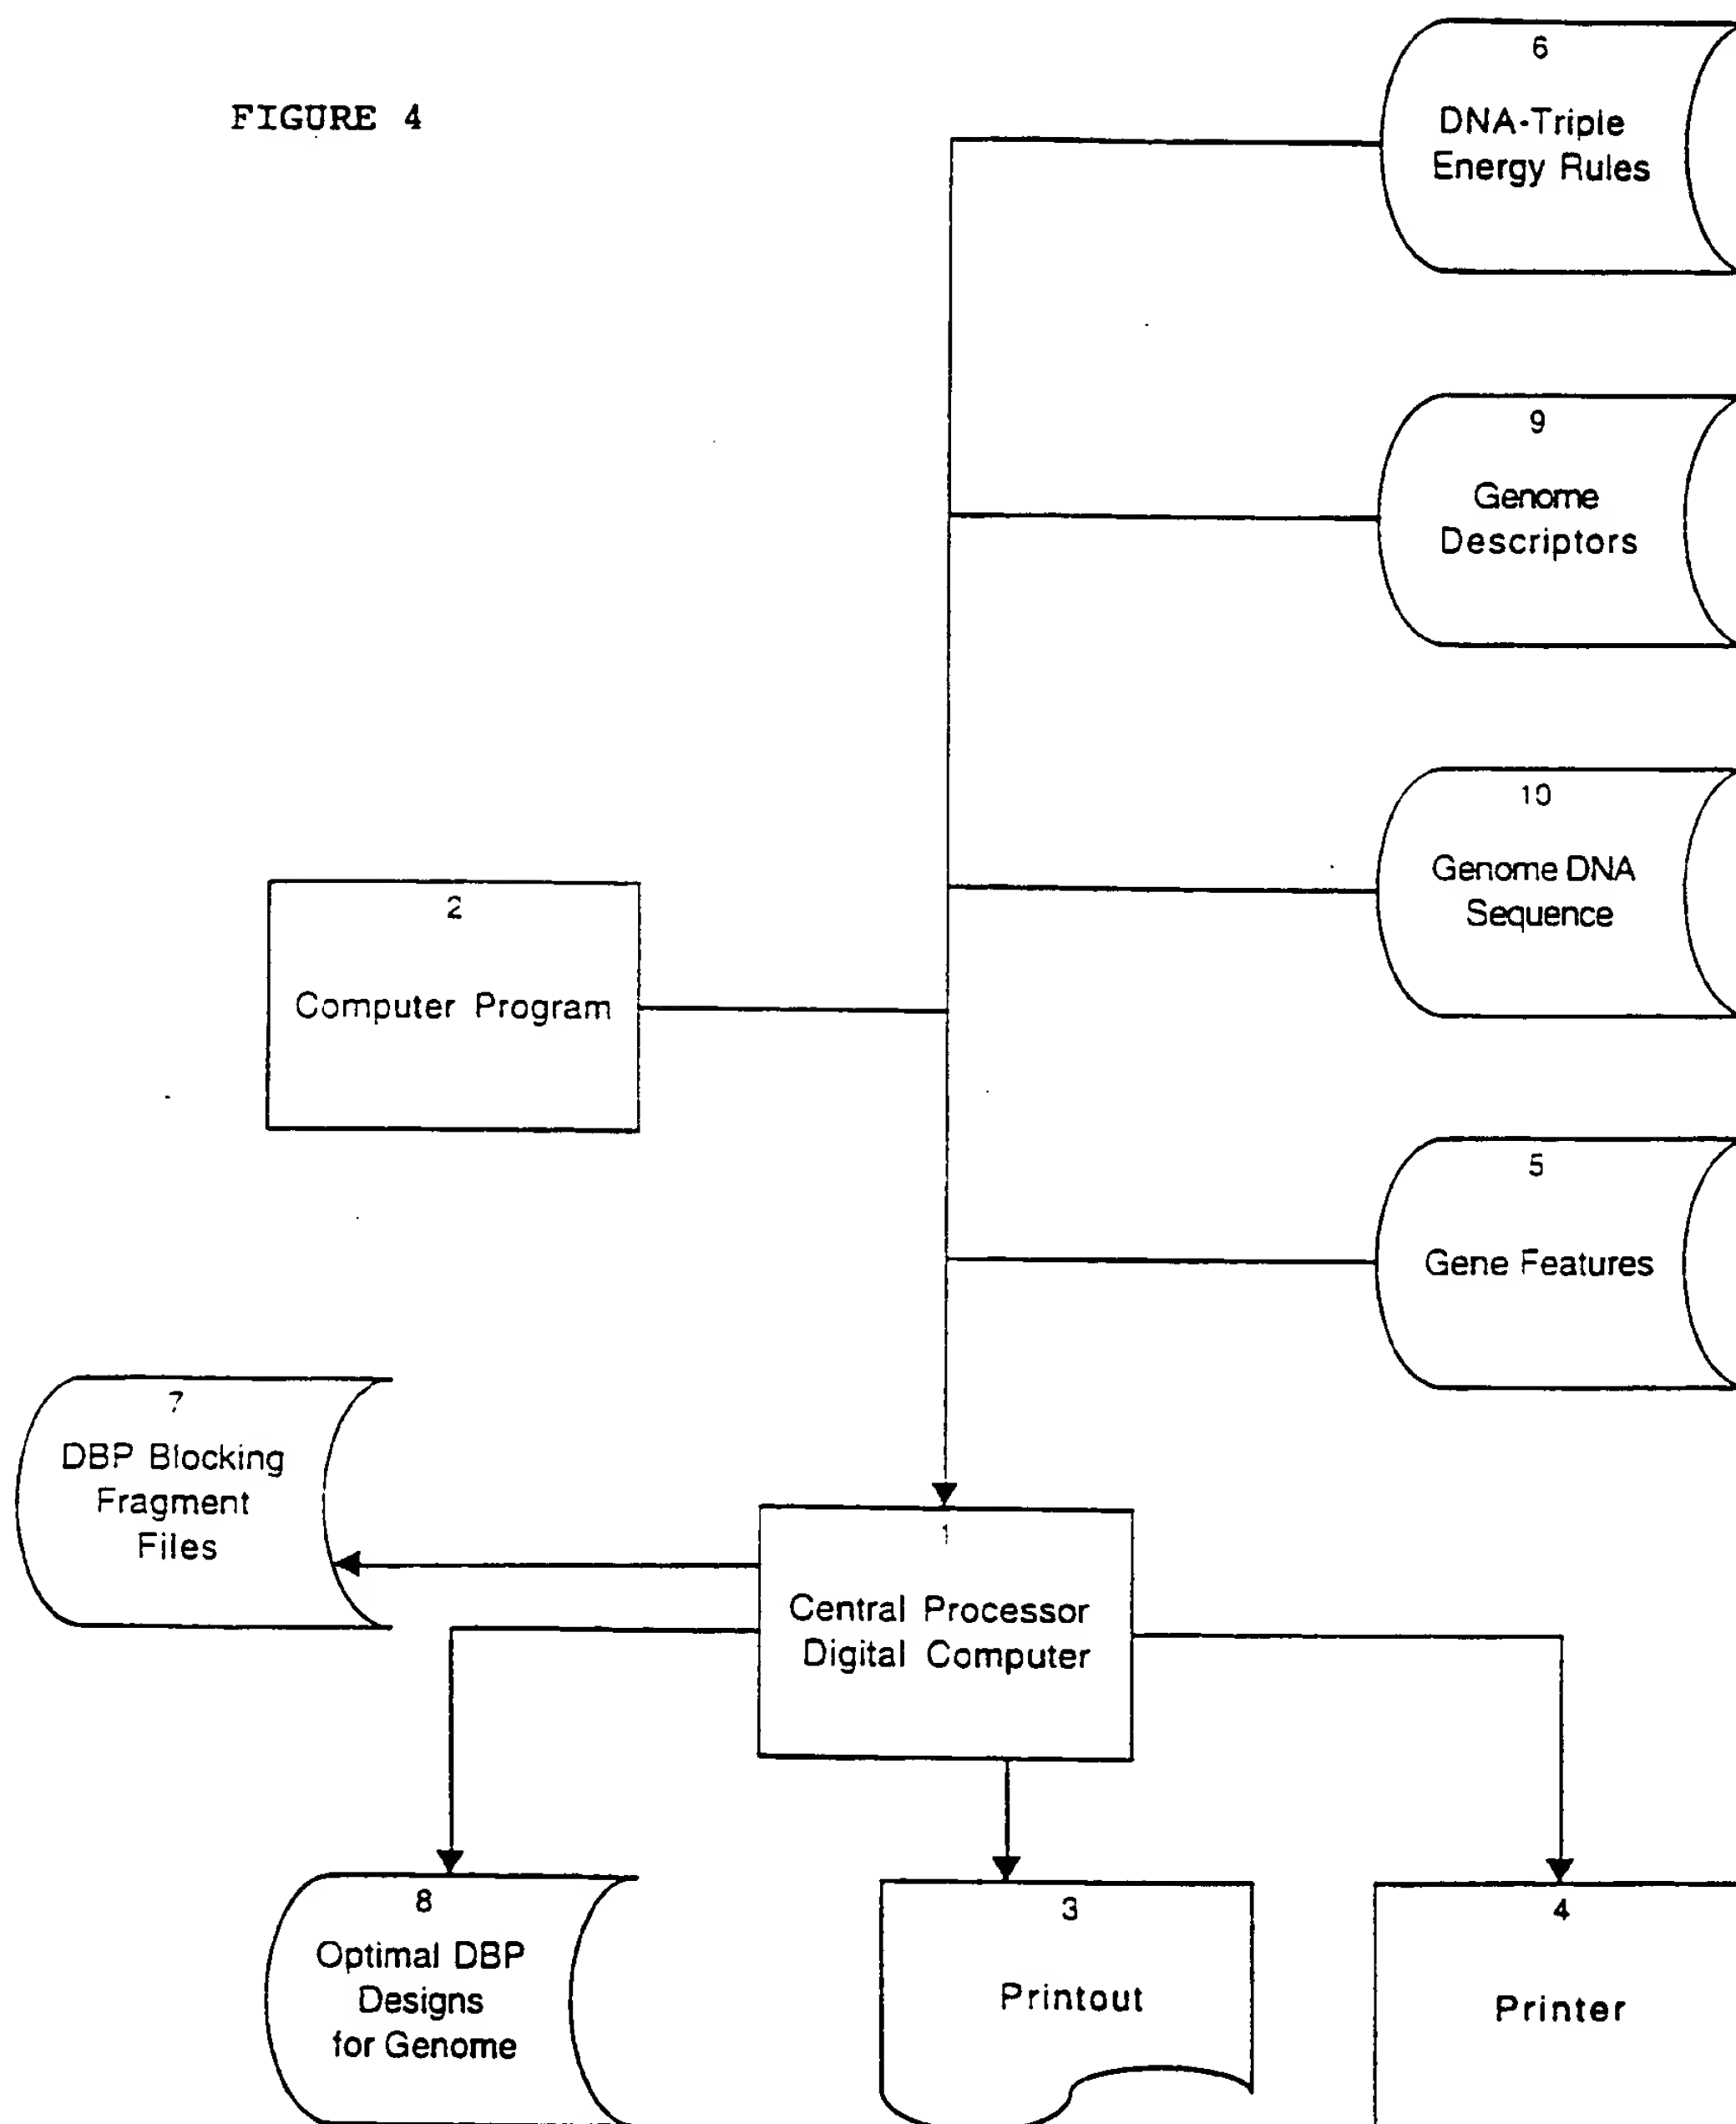 FIGURE 4
6
DNA-Triple
Energy Rules
9
Genome
Descriptors
10
Genome DNA
Sequence
2
Computer Program
5
Gene Features
7
DBP Blocking
Fragment
Files
1
Central Processor
Digital Computer
8
Optimal DBP
Designs
for Genome
3
Printout
4
Printer